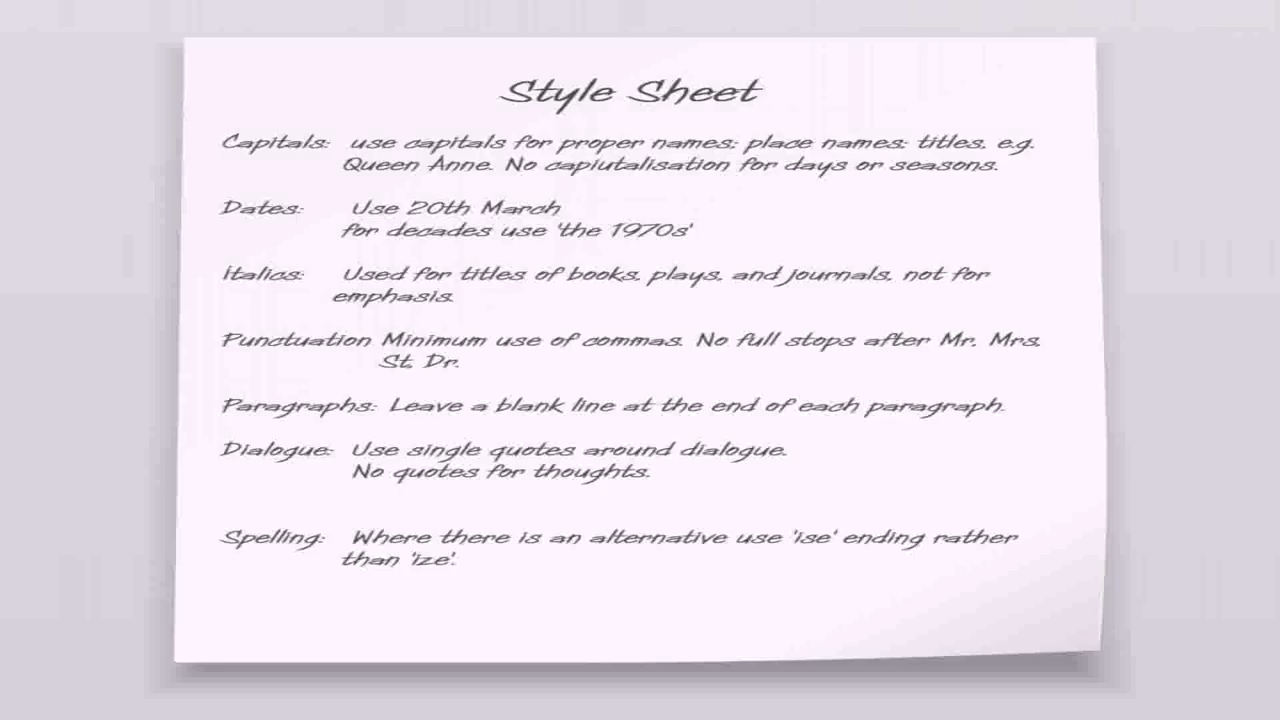 Style Sheet
Capitals: use capitals for proper names; place names; titles, e.g.
Queen Anne. No capiutalisation for days or seasons.
Dates: Use 20th March
for decades use 'the 1970s'
Italics: Used for titles of books, plays, and journals, not for
emphasis.
Punctuation Minimum use of commas. No full stops after Mr, Mrs,
St, Dr.
Paragraphs: Leave a blank line at the end of each paragraph.
Dialogue: Use single quotes around dialogue.
No quotes for thoughts.
Spelling: Where there is an alternative use 'ise' ending rather
than 'ize'.